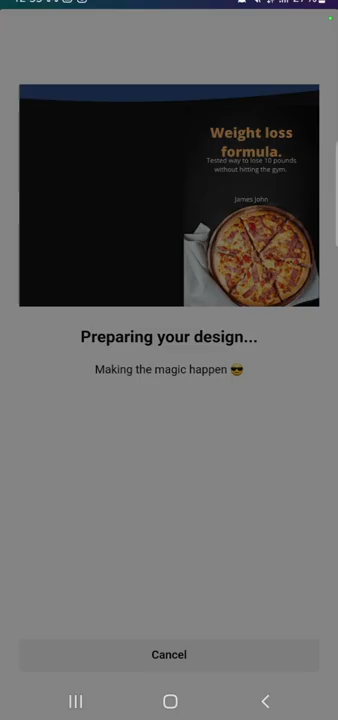 Weight loss
formula.
Tested way to lose 10 pounds
without hitting the gym.
James John
Preparing your design...
Making the magic happen 😎
Cancel